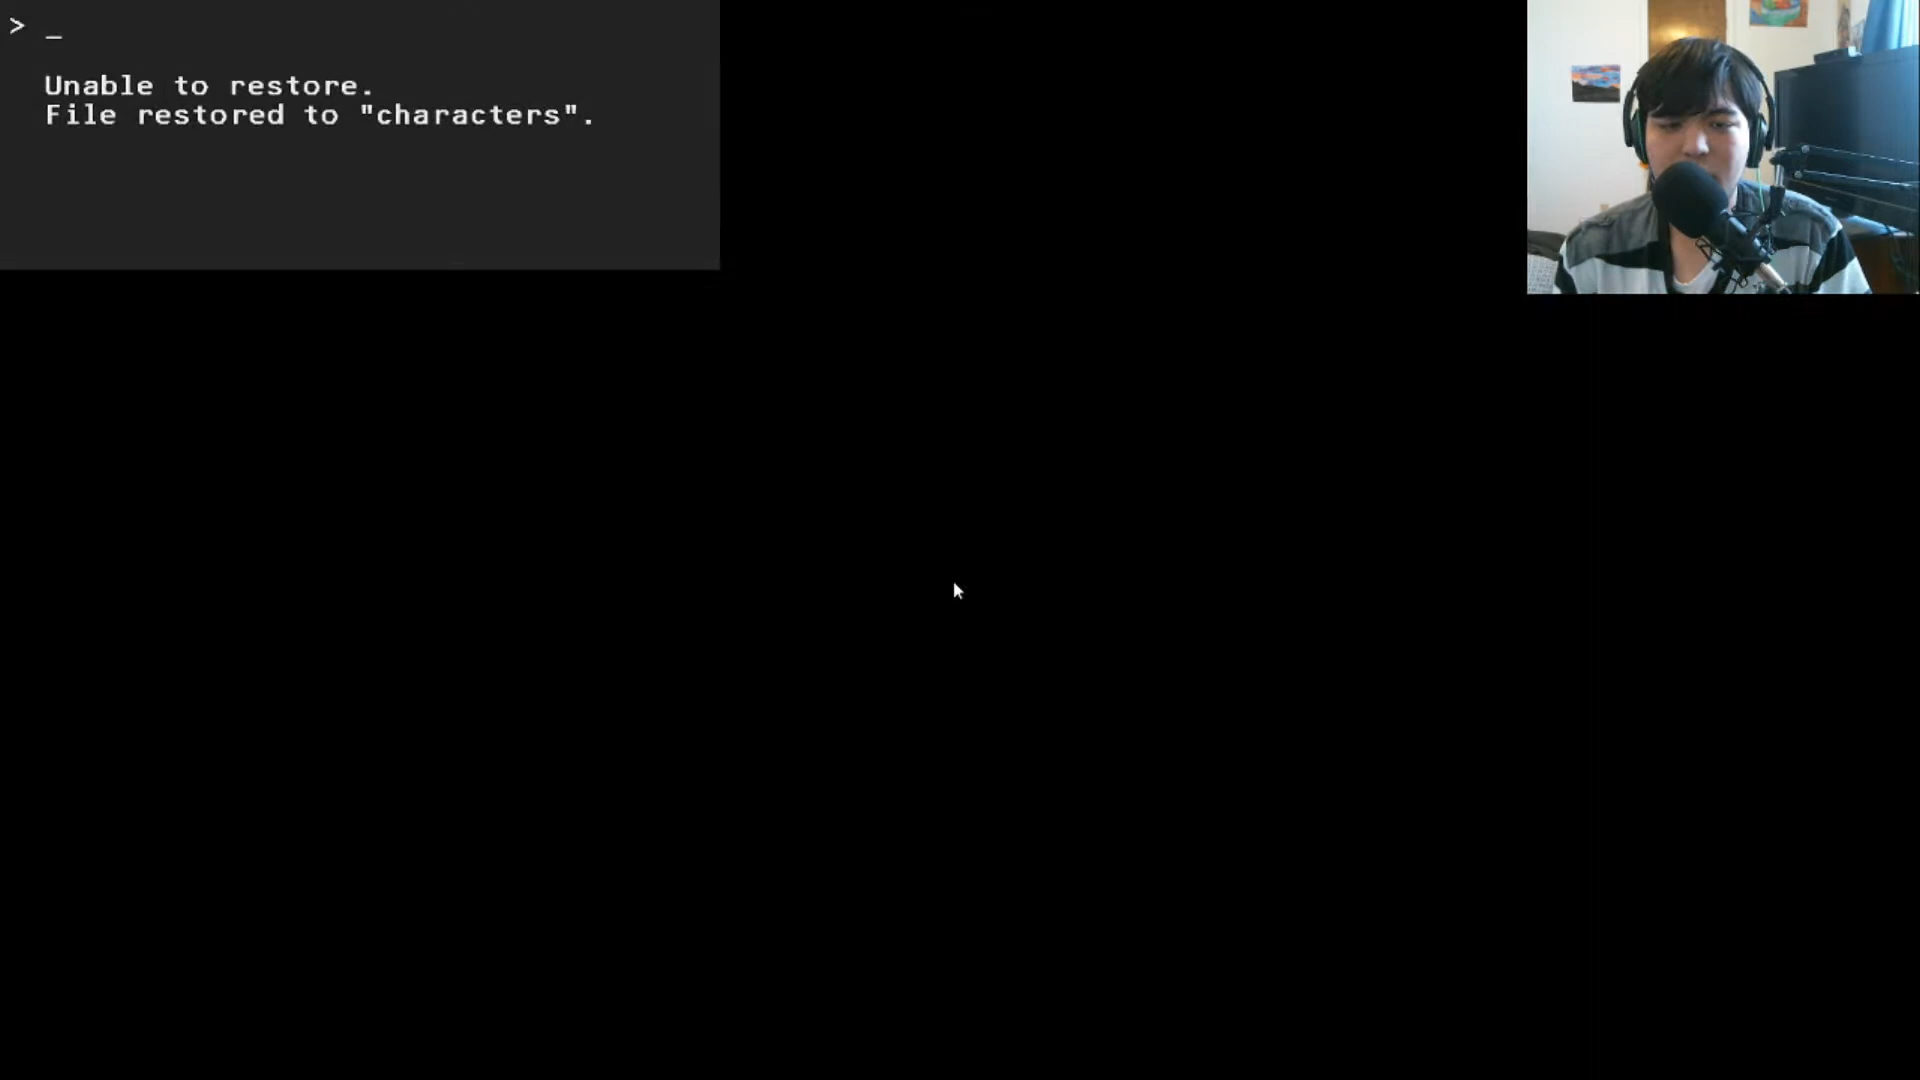 > _
Unable to restore.
File restored to "characters".